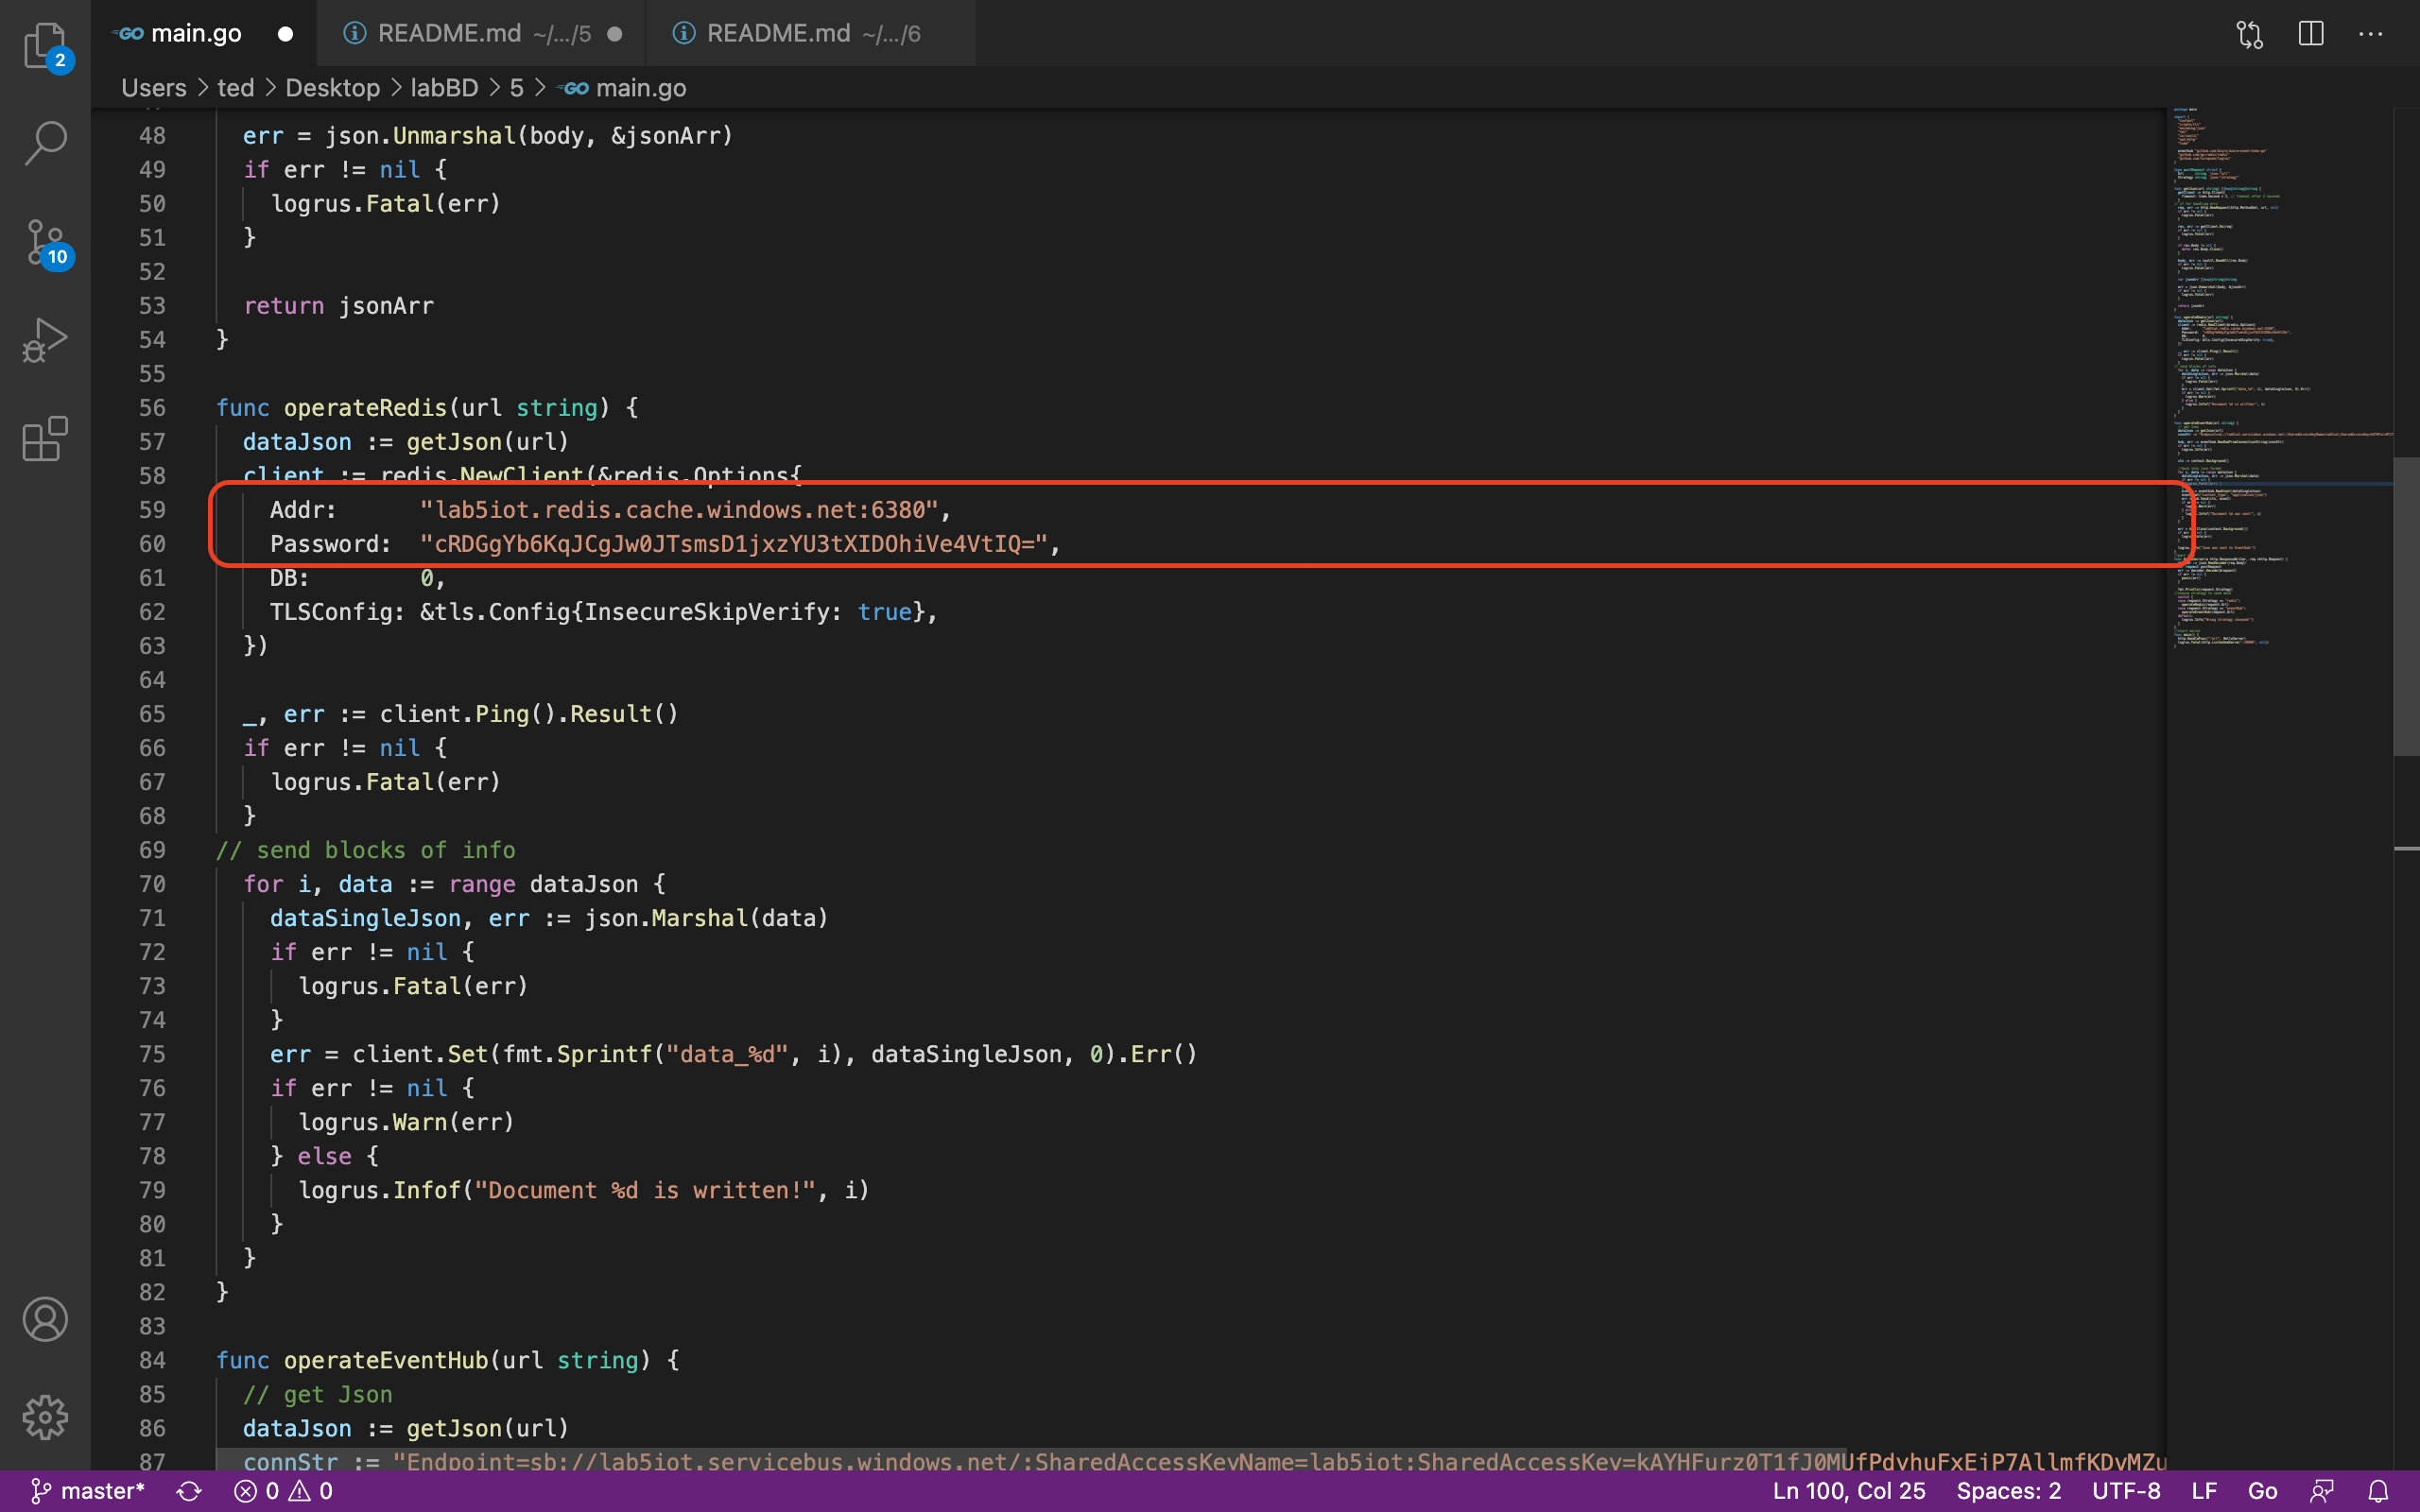 main.go
README.md ~/.../5
README.md ~/.../6
Users > ted > Desktop > labBD > 5 > main.go
2
10
48 err = json.Unmarshal(body, &jsonArr)
49 if err != nil {
50 logrus.Fatal(err)
51 }
52
53 return jsonArr
54 }
55
56 func operateRedis(url string) {
57 dataJson := getJson(url)
58 client := redis.NewClient(&redis.Options{
59 Addr: "lab5iot.redis.cache.windows.net:6380",
60 Password: "cRDGgYb6KqJCgJw0JTsmsD1jxzYU3tXIDOhiVe4VtIQ=",
61 DB: 0,
62 TLSConfig: &tls.Config{InsecureSkipVerify: true},
63 })
64
65 _, err := client.Ping().Result()
66 if err != nil {
67 logrus.Fatal(err)
68 }
69 // send blocks of info
70 for i, data := range dataJson {
71 dataSingleJson, err := json.Marshal(data)
72 if err != nil {
73 logrus.Fatal(err)
74 }
75 err = client.Set(fmt.Sprintf("data_%d", i), dataSingleJson, 0).Err()
76 if err != nil {
77 logrus.Warn(err)
78 } else {
79 logrus.Infof("Document %d is written!", i)
80 }
81 }
82 }
83
84 func operateEventHub(url string) {
85 // get Json
86 dataJson := getJson(url)
87 connStr := "Endpoint=sb://lab5iot.servicebus.windows.net/;SharedAccessKeyName=lab5iot;SharedAccessKey=
master* 0 0 Ln 100, Col 25 Spaces: 2 UTF-8 LF Go